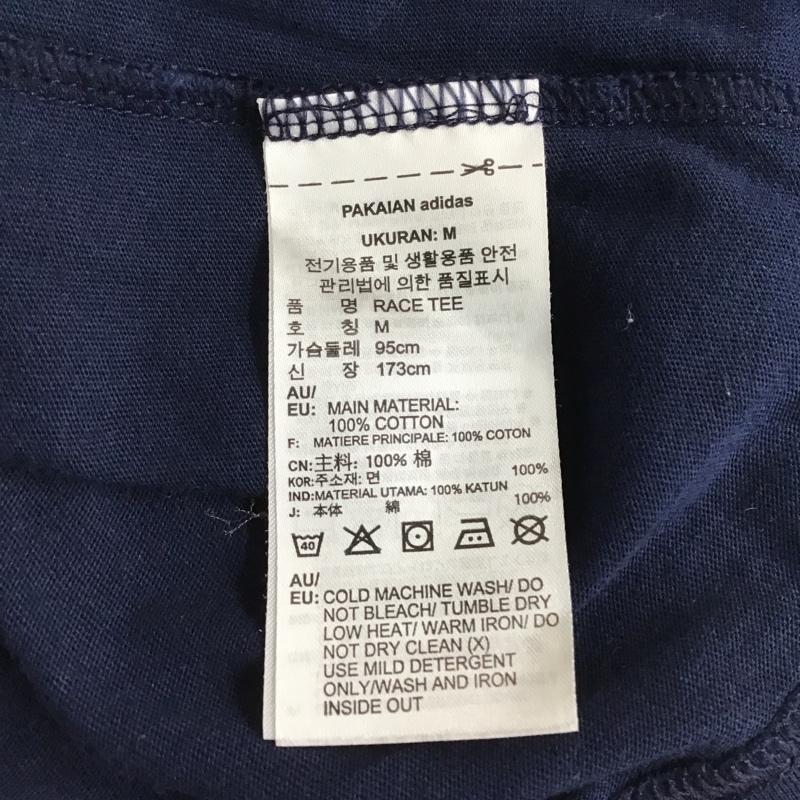 PAKAIAN adidas
UKURAN: M
전기용품 및 생활용품 안전
관리법에 의한 품질표시
품 명 RACE TEE
호 칭 M
가슴둘레 95cm
신 장 173cm
AU/
EU: MAIN MATERIAL:
100% COTTON
F: MATIERE PRINCIPALE: 100% COTON
CN:主料: 100% 棉
KOR:주소재: 면 100%
IND:MATERIAL UTAMA: 100% KATUN
J: 本体 綿 100%
40
AU/
EU: COLD MACHINE WASH/ DO
NOT BLEACH/ TUMBLE DRY
LOW HEAT/ WARM IRON/ DO
NOT DRY CLEAN (X)
USE MILD DETERGENT
ONLY/WASH AND IRON
INSIDE OUT